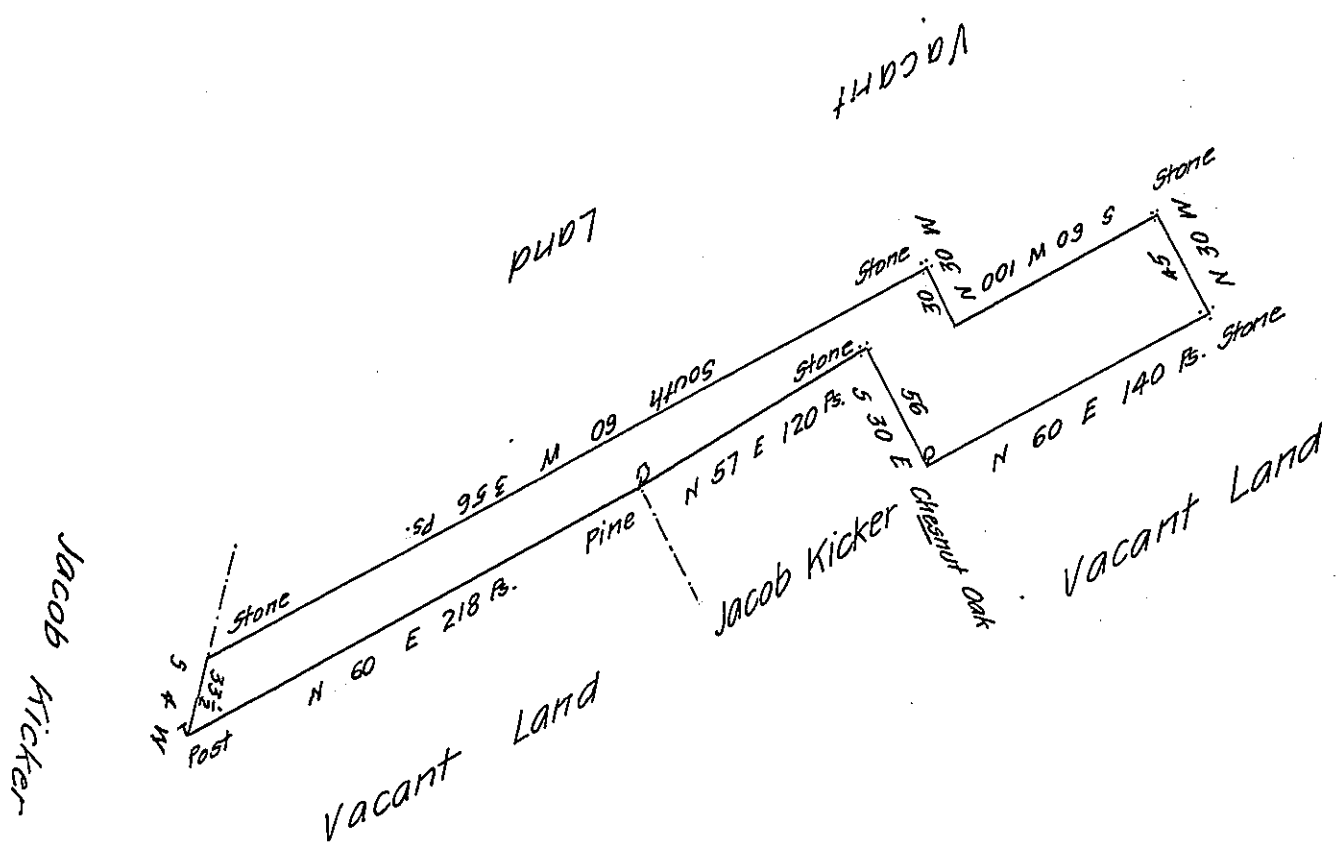 Vacant
Land
Stone
N 30 W
45
S 60 W 100
N 30 W
30
Stone
South 60 W 356 Ps.
Stone
S 4 W
33½
Post
N 60 E 218 Ps.
Pine
N 57 E 120 Ps.
Stone
S 30 E
56
Chesnut Oak
N 60 E 140 Ps.
Stone
Jacob Kicker
Jacob Kicker
Vacant Land
Vacant Land